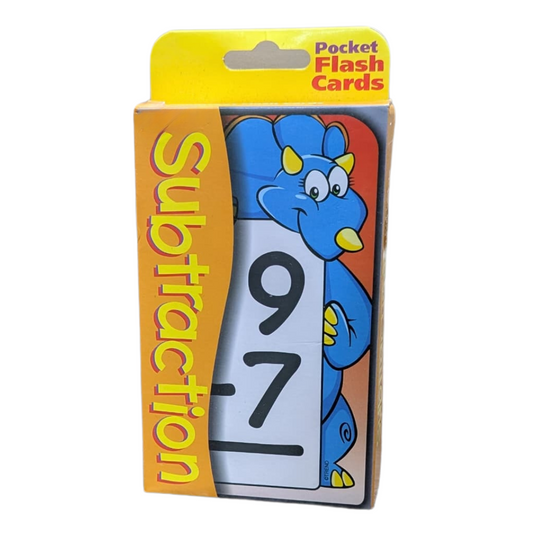 Pocket
Flash
Cards
Subtraction
9
- 7